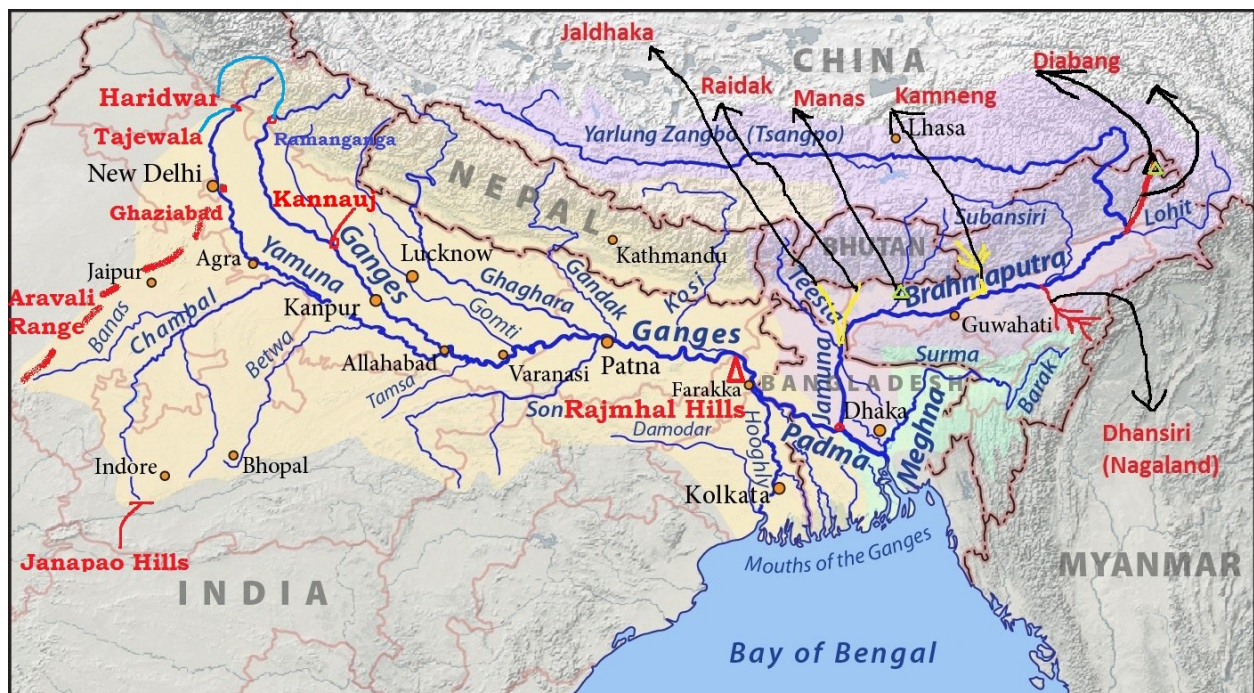 Jaldhaka
CHINA
Diabang
Raidak
Manas
Kamneng
Haridwar
Tajewala
Ramanganga
Yarlung Zangbo (Tsangpo)
Lhasa
New Delhi
NEPAL
Kannauj
Ghaziabad
Subansiri
Lohit
BHUTAN
Kathmandu
Lucknow
Jaipur
Agra
Yamuna
Ganges
Ghaghara
Gandak
Kosi
Teesta
Brahmaputra
Aravali
Range
Banas
Chambal
Kanpur
Gomti
Guwahati
Betwa
Ganges
Allahabad
Varanasi
Patna
Surma
Tamsa
Farakka
BANGLADESH
Jamuna
Barak
Son
Rajmhal Hills
Dhaka
Meghna
Damodar
Hooghly
Padma
Dhansiri
(Nagaland)
Indore
Bhopal
Kolkata
Janapao Hills
Mouths of the Ganges
INDIA
MYANMAR
Bay of Bengal